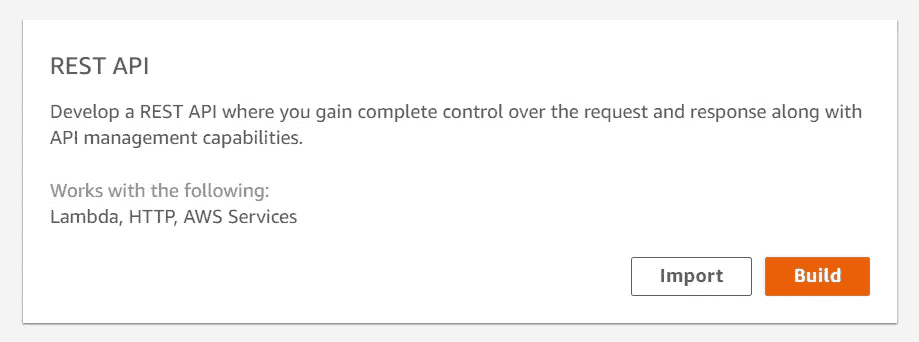 REST API
Develop a REST API where you gain complete control over the request and response along with
API management capabilities.
Works with the following:
Lambda, HTTP, AWS Services
Import
Build